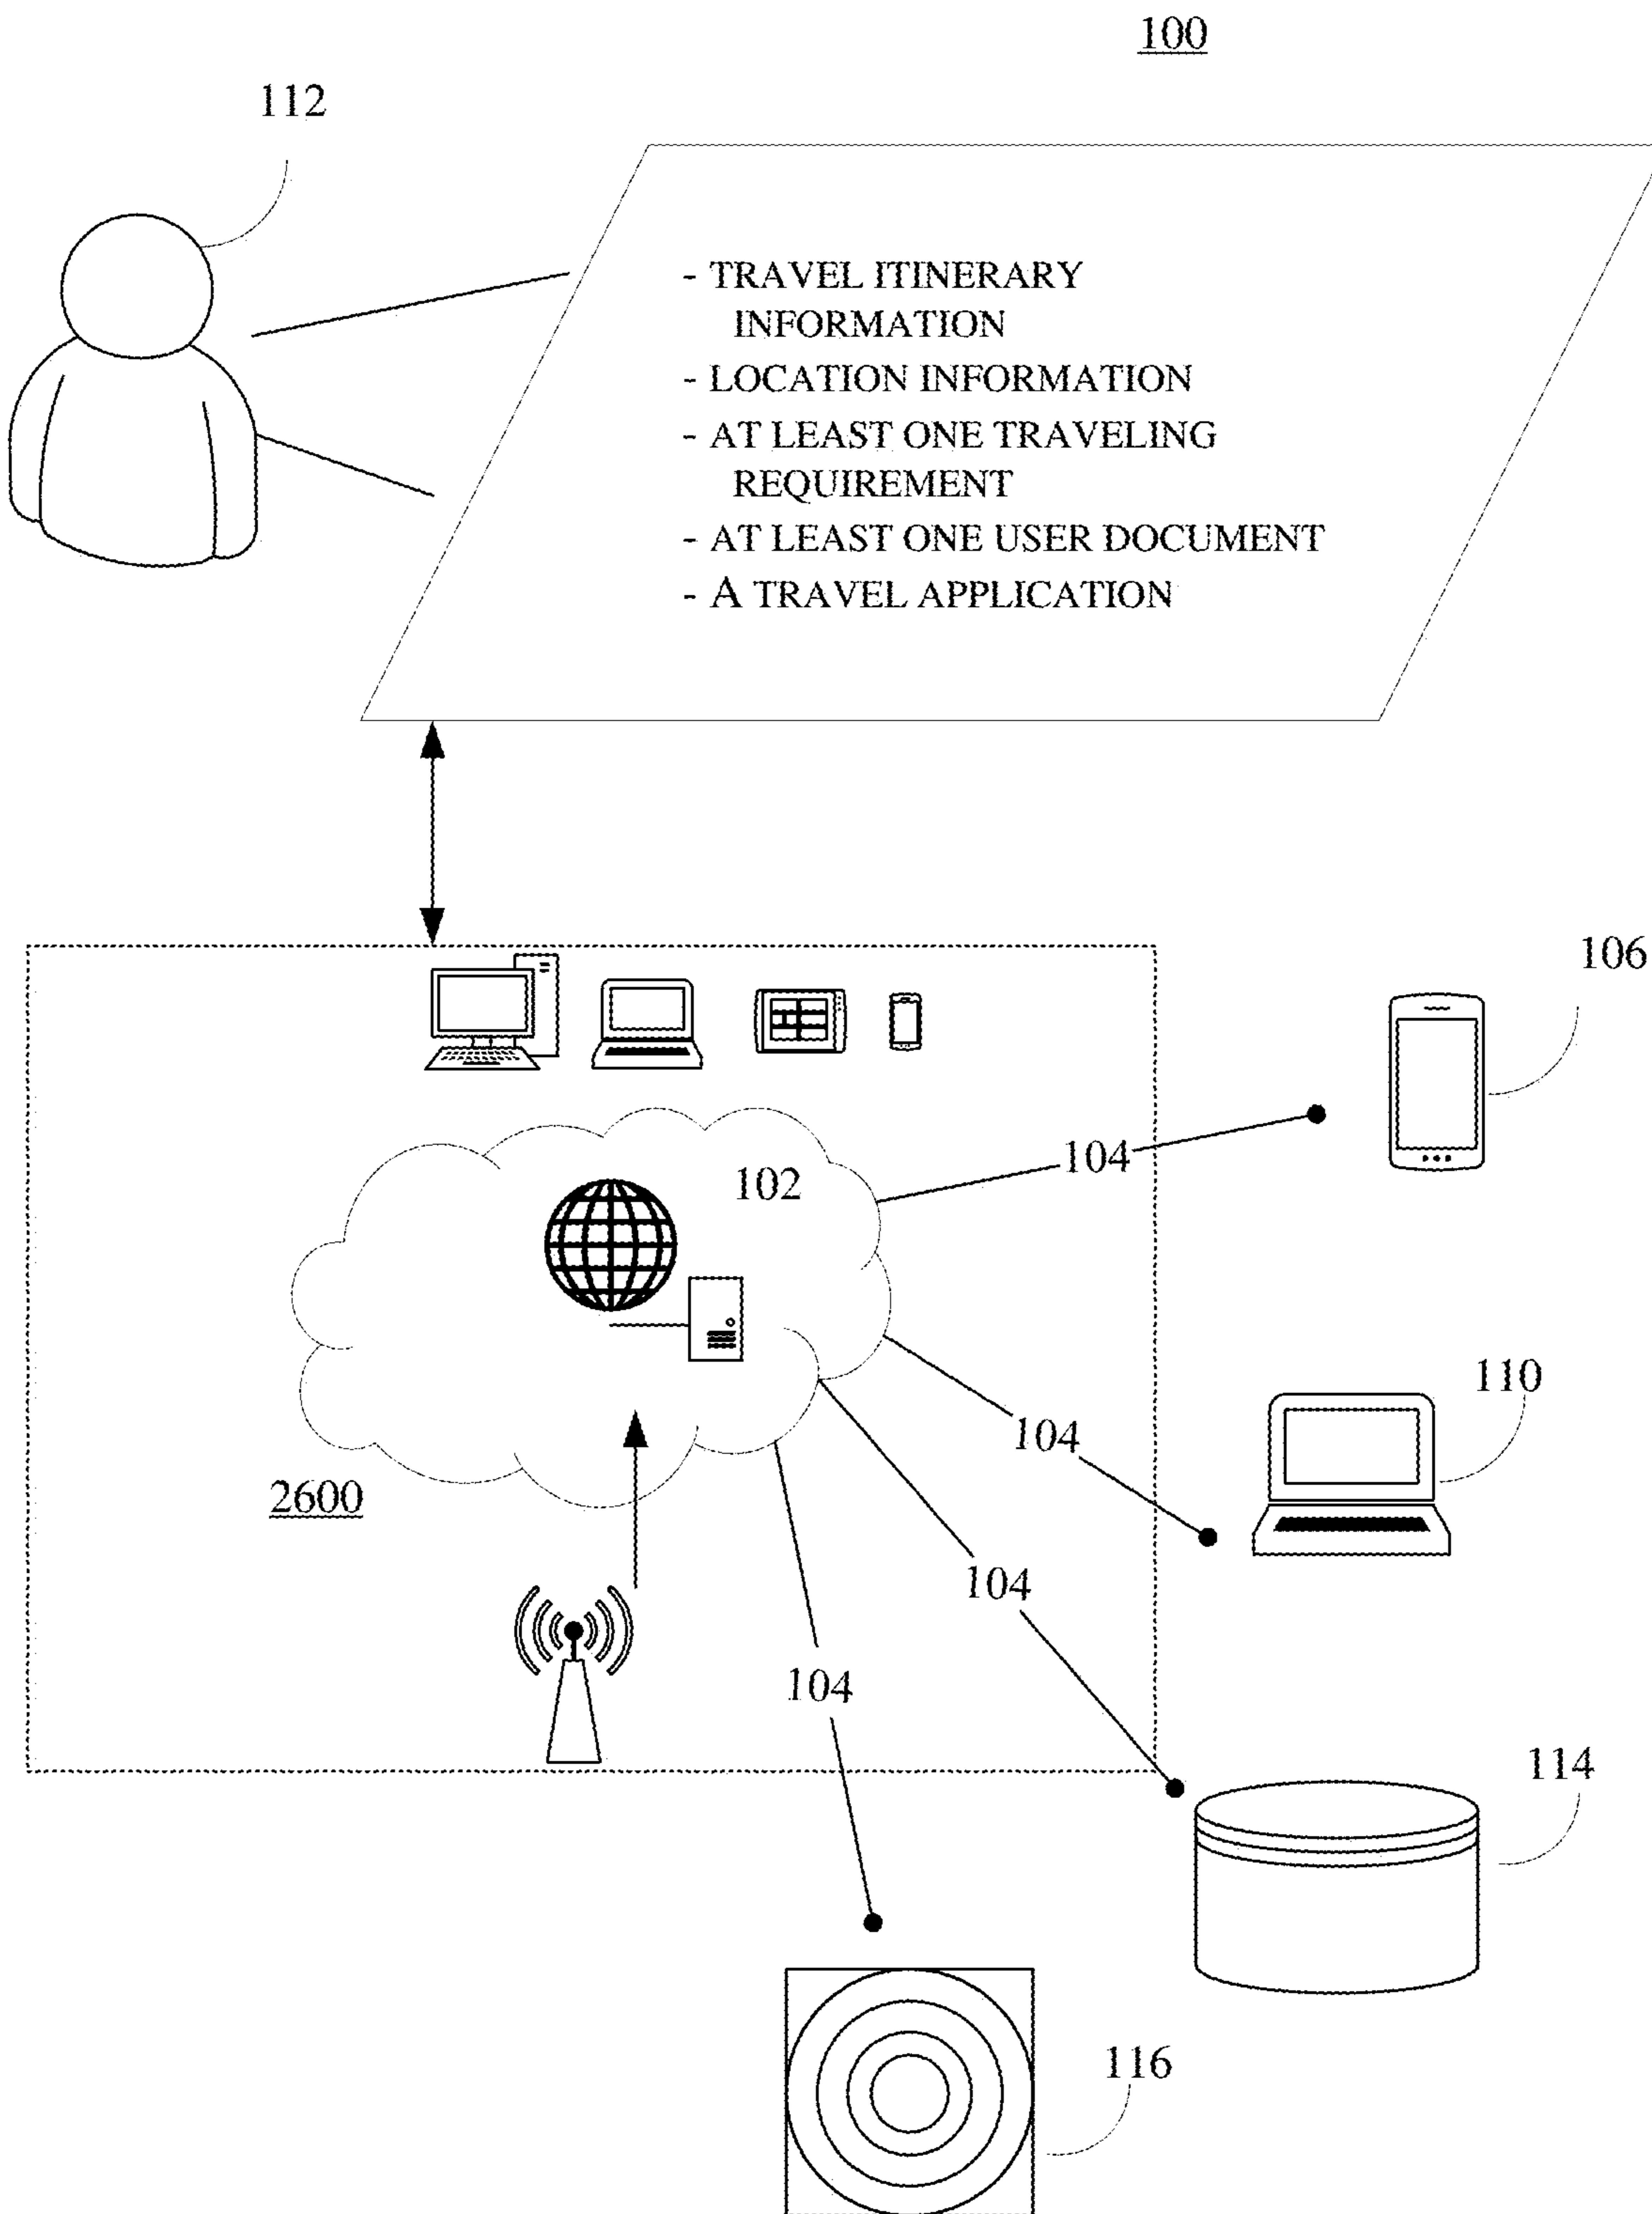 100
112
- TRAVEL ITINERARY
INFORMATION
- LOCATION INFORMATION
- AT LEAST ONE TRAVELING
REQUIREMENT
- AT LEAST ONE USER DOCUMENT
- A TRAVEL APPLICATION
106
104
102
110
104
2600
104
104
114
116